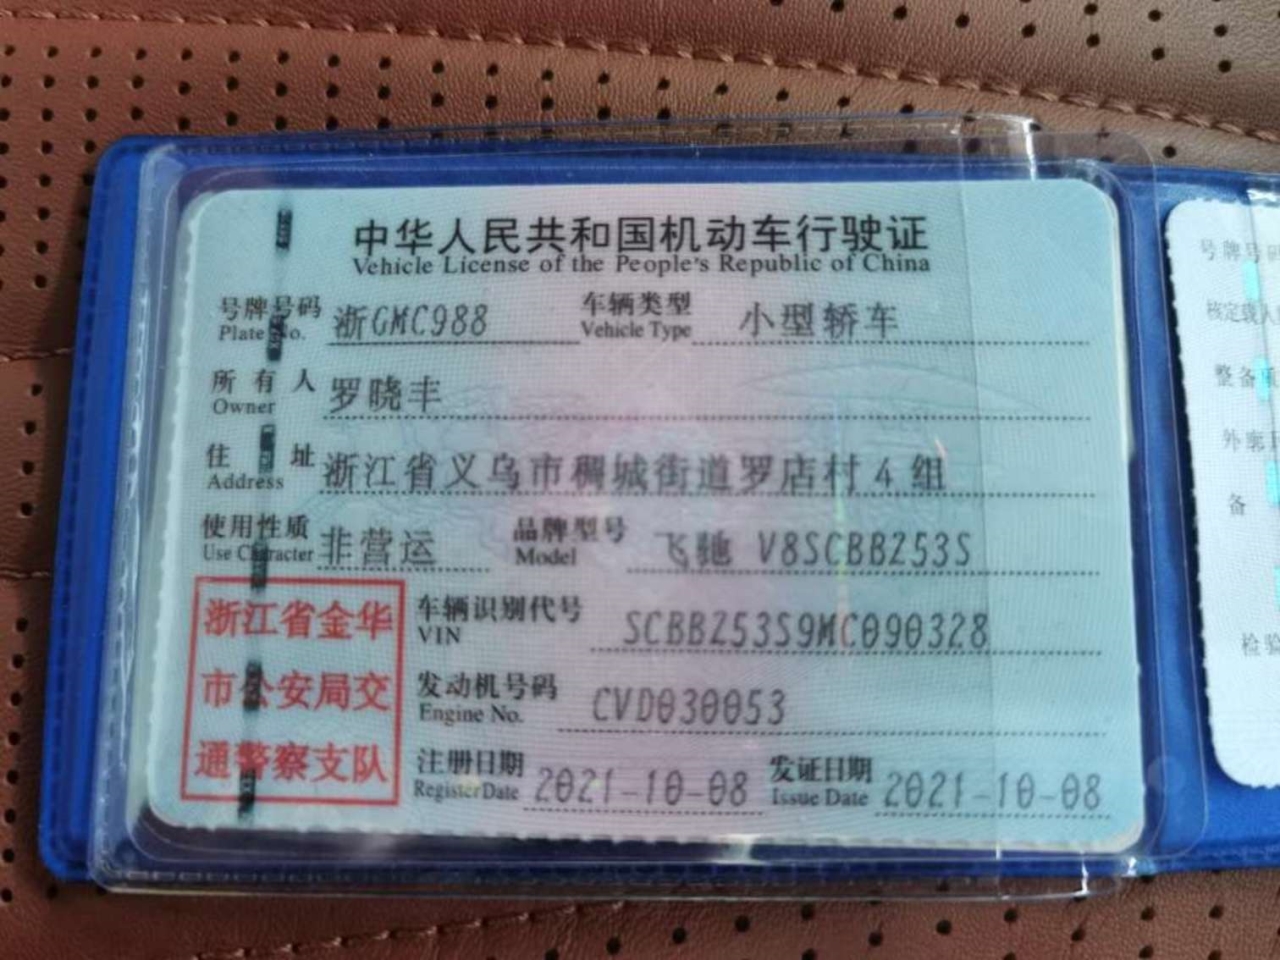 中华人民共和国机动车行驶证
Vehicle License of the People's Republic of China
号牌号码 浙GMC988 车辆类型 小型轿车
Plate No. Vehicle Type
所有人 罗晓丰
Owner
住址 浙江省义乌市稠城街道罗店村4组
Address
使用性质 非营运 品牌型号 飞驰 V8SCBBZ53S
Use Character Model
浙江省金华
市公安局交
通警察支队
车辆识别代号 SCBBZ53S9MC090328
VIN
发动机号码 CVD030053
Engine No.
注册日期 2021-10-08 发证日期 2021-10-08
Register Date Issue Date
号牌号码
核定载人
整备质
外廓
备
检验